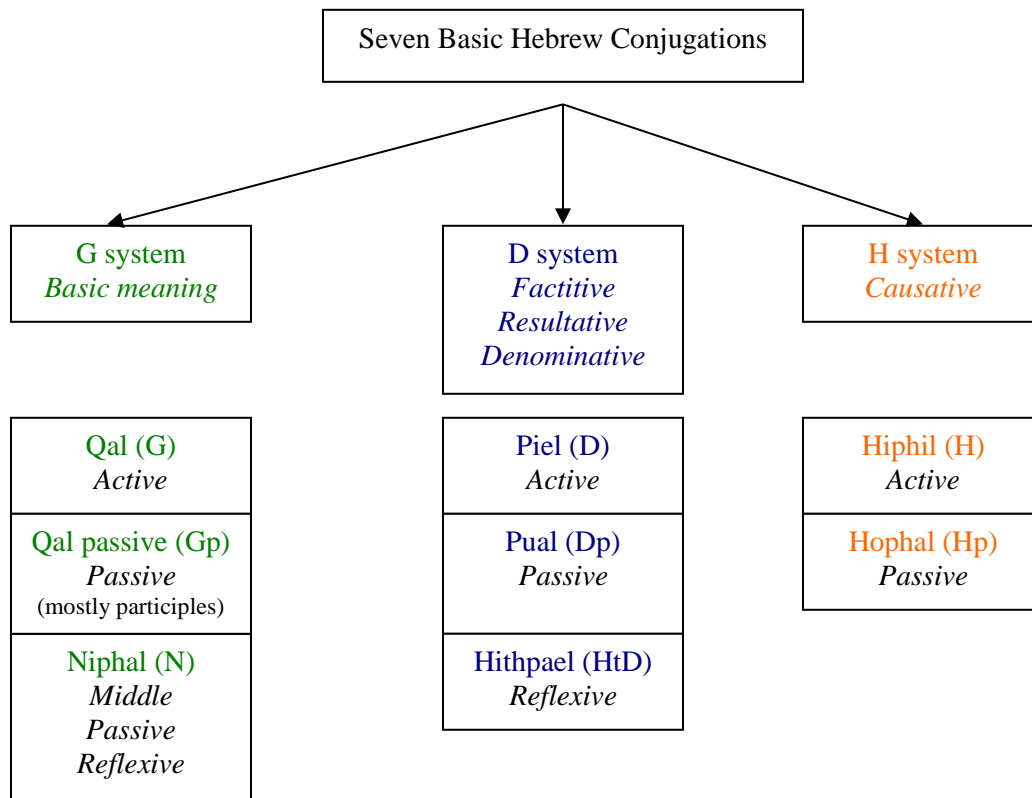 Seven Basic Hebrew Conjugations
G system
Basic meaning
D system
Factitive
Resultative
Denominative
H system
Causative
Qal (G)
Active
Qal passive (Gp)
Passive
(mostly participles)
Niphal (N)
Middle
Passive
Reflexive
Piel (D)
Active
Pual (Dp)
Passive
Hithpael (HtD)
Reflexive
Hiphil (H)
Active
Hophal (Hp)
Passive